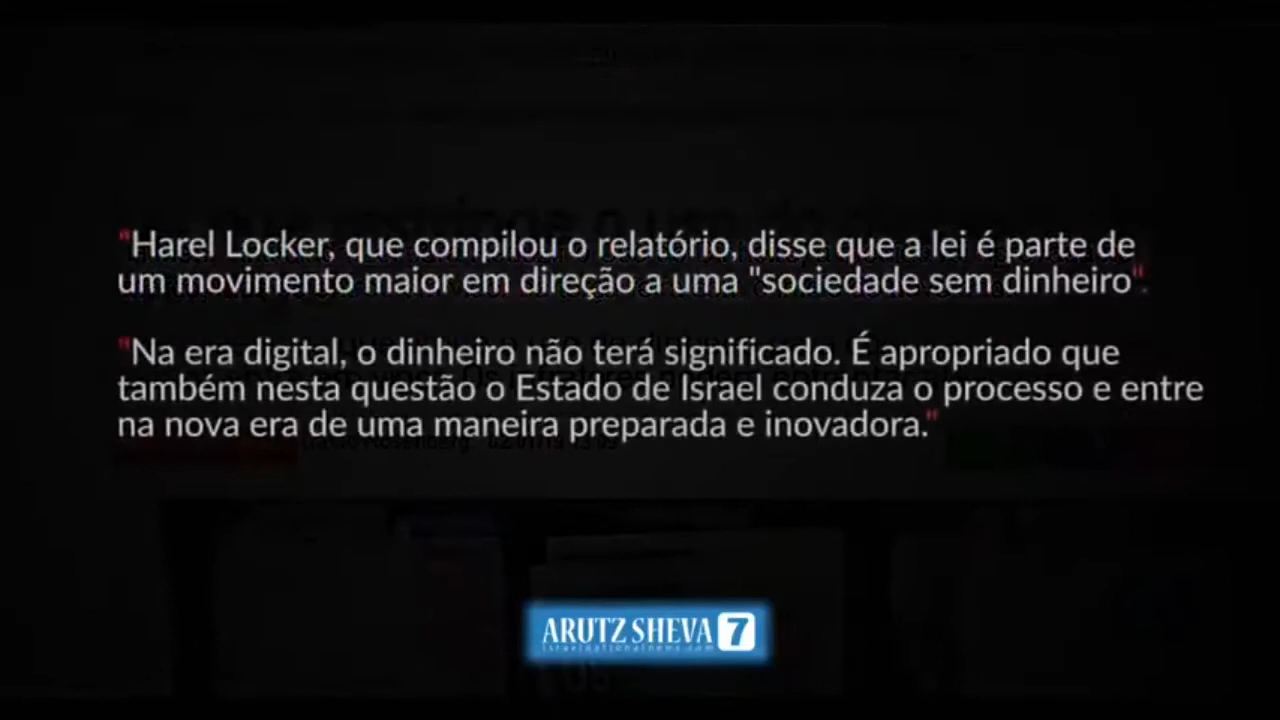 "Harel Locker, que compilou o relatório, disse que a lei é parte de
um movimento maior em direção a uma "sociedade sem dinheiro".
"Na era digital, o dinheiro não terá significado. É apropriado que
também nesta questão o Estado de Israel conduza o processo e entre
na nova era de uma maneira preparada e inovadora."
ARUTZ SHEVA 7
israelnationalnews.com